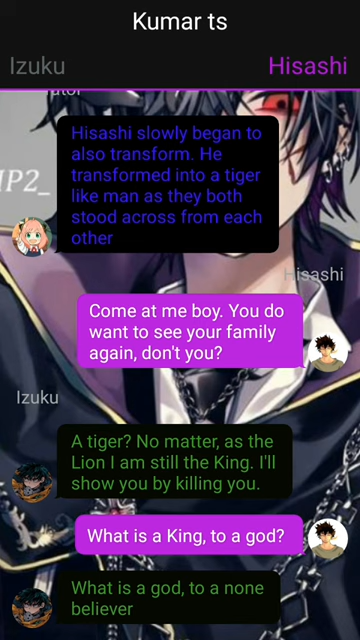 Kumar ts
Izuku
Hisashi
Hisashi slowly began to
also transform. He
transformed into a tiger
like man as they both
stood across from each
other
IP2_
Hisashi
Come at me boy. You do
want to see your family
again, don't you?
Izuku
A tiger? No matter, as the
Lion I am still the King. I'll
show you by killing you.
What is a King, to a god?
What is a god, to a none
believer